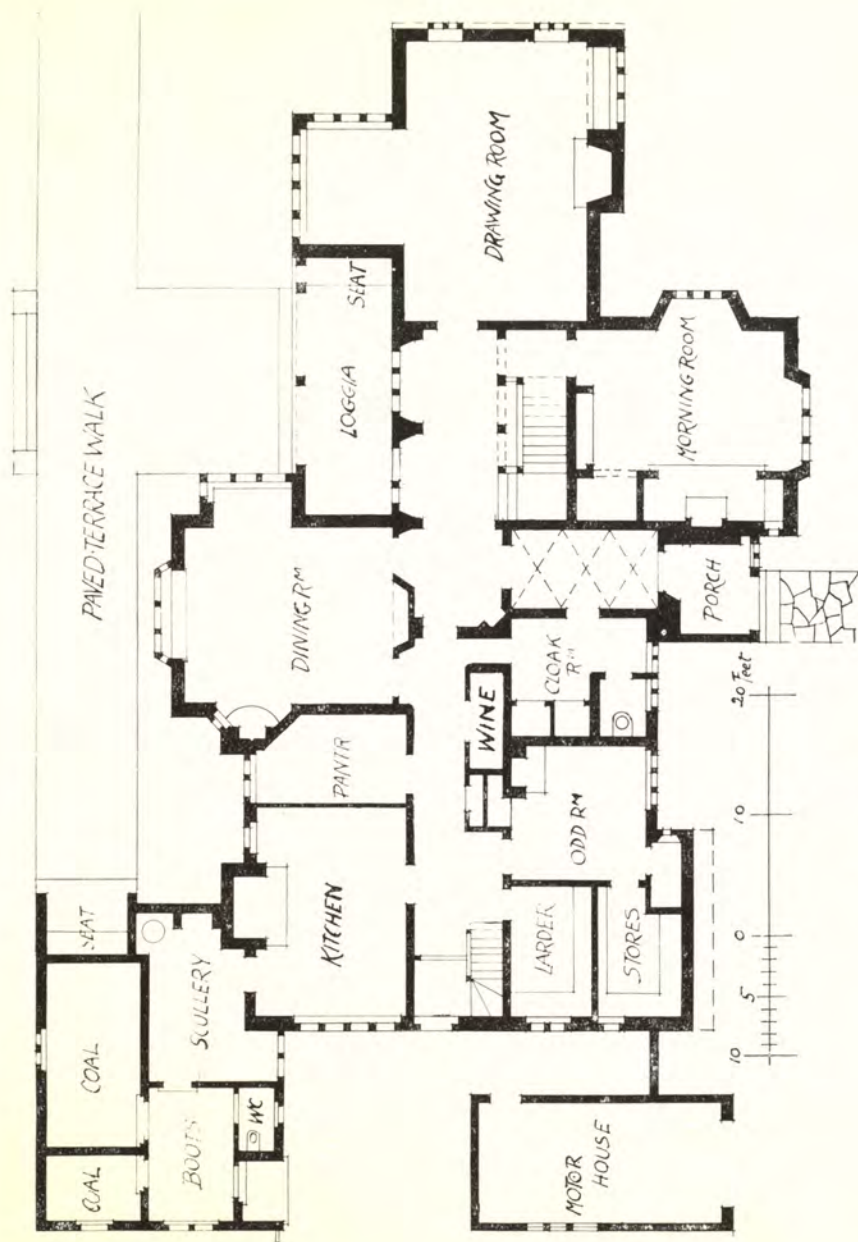 PAVED·TERRACE WALK
DRAWING ROOM
LOGGIA
SEAT
MORNING ROOM
DINING RM
PORCH
CLOAK
RM
WINE
PANTR
ODD RM
KITCHEN
LARDER
STORES
SEAT
SCULLERY
COAL
COAL
BOOTS
WC
MOTOR
HOUSE
10
5
0
10
20 Feet